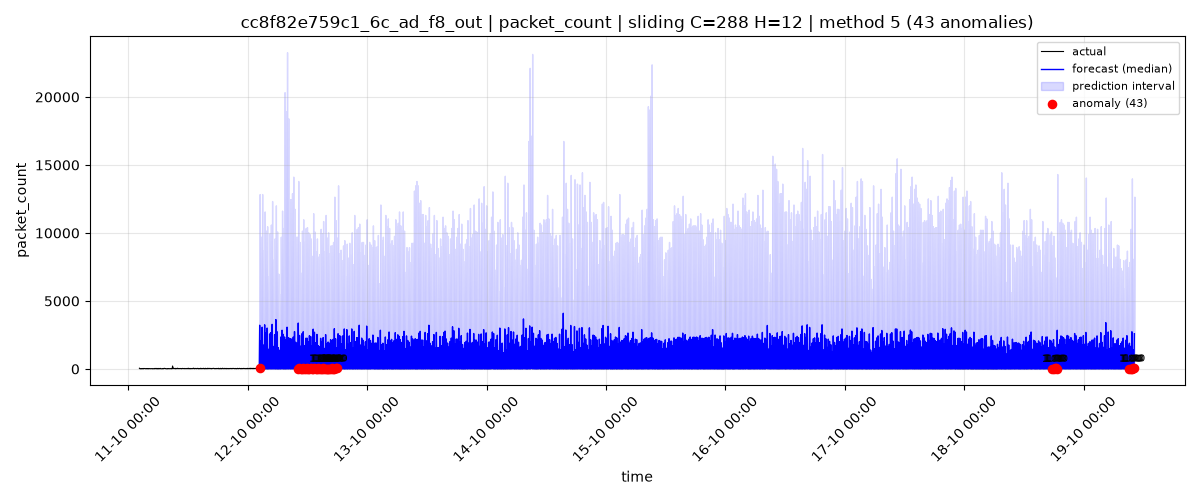 cc8f82e759c1_6c_ad_f8_out | packet_count | sliding C=288 H=12 | method 5 (43 anomalies)
packet_count
20000
15000
10000
5000
0
actual
forecast (median)
prediction interval
anomaly (43)
11-10 00:00
12-10 00:00
13-10 00:00
14-10 00:00
15-10 00:00
16-10 00:00
17-10 00:00
18-10 00:00
19-10 00:00
time